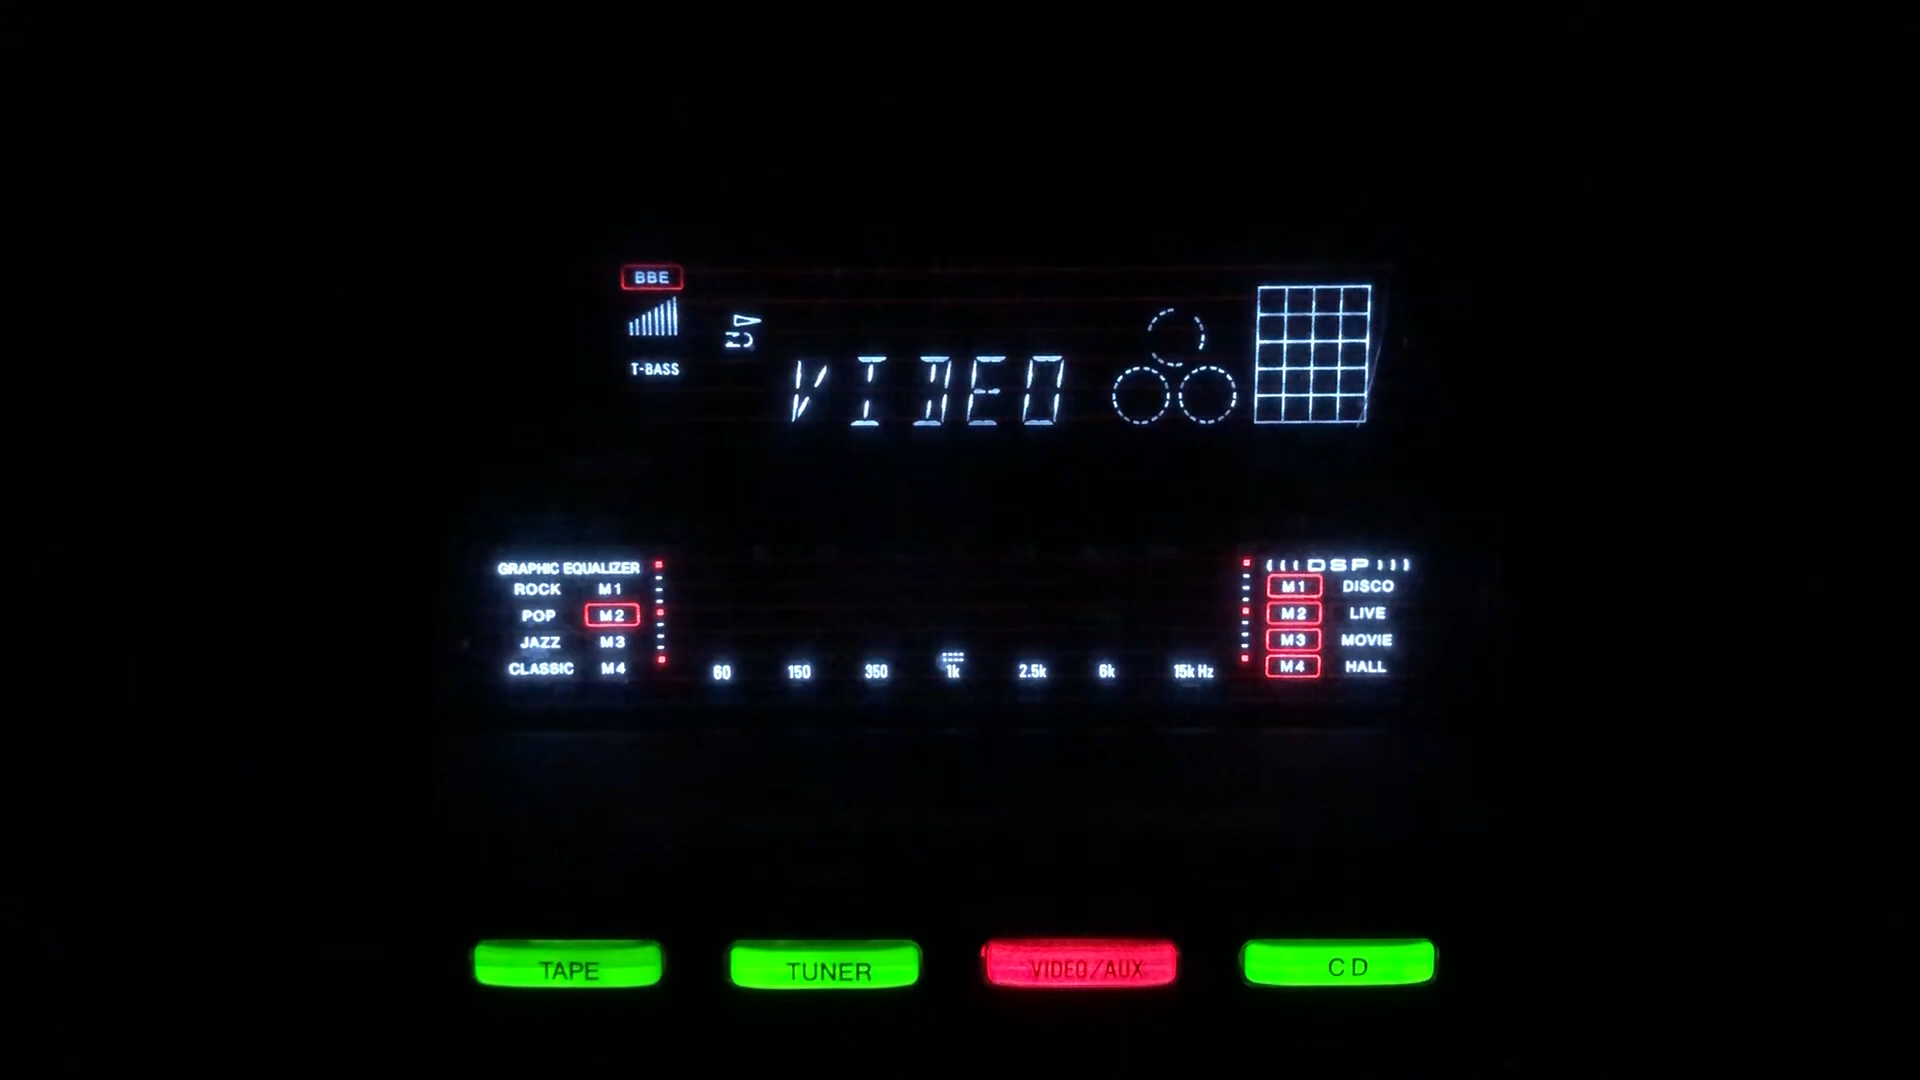 BBE
T-BASS
VIDEO
GRAPHIC EQUALIZER
ROCK M1
POP M2
JAZZ M3
CLASSIC M4
60 150 350 1k 2.5k 6k 15k Hz
DSP
M1 DISCO
M2 LIVE
M3 MOVIE
M4 HALL
TAPE TUNER VIDEO/AUX CD